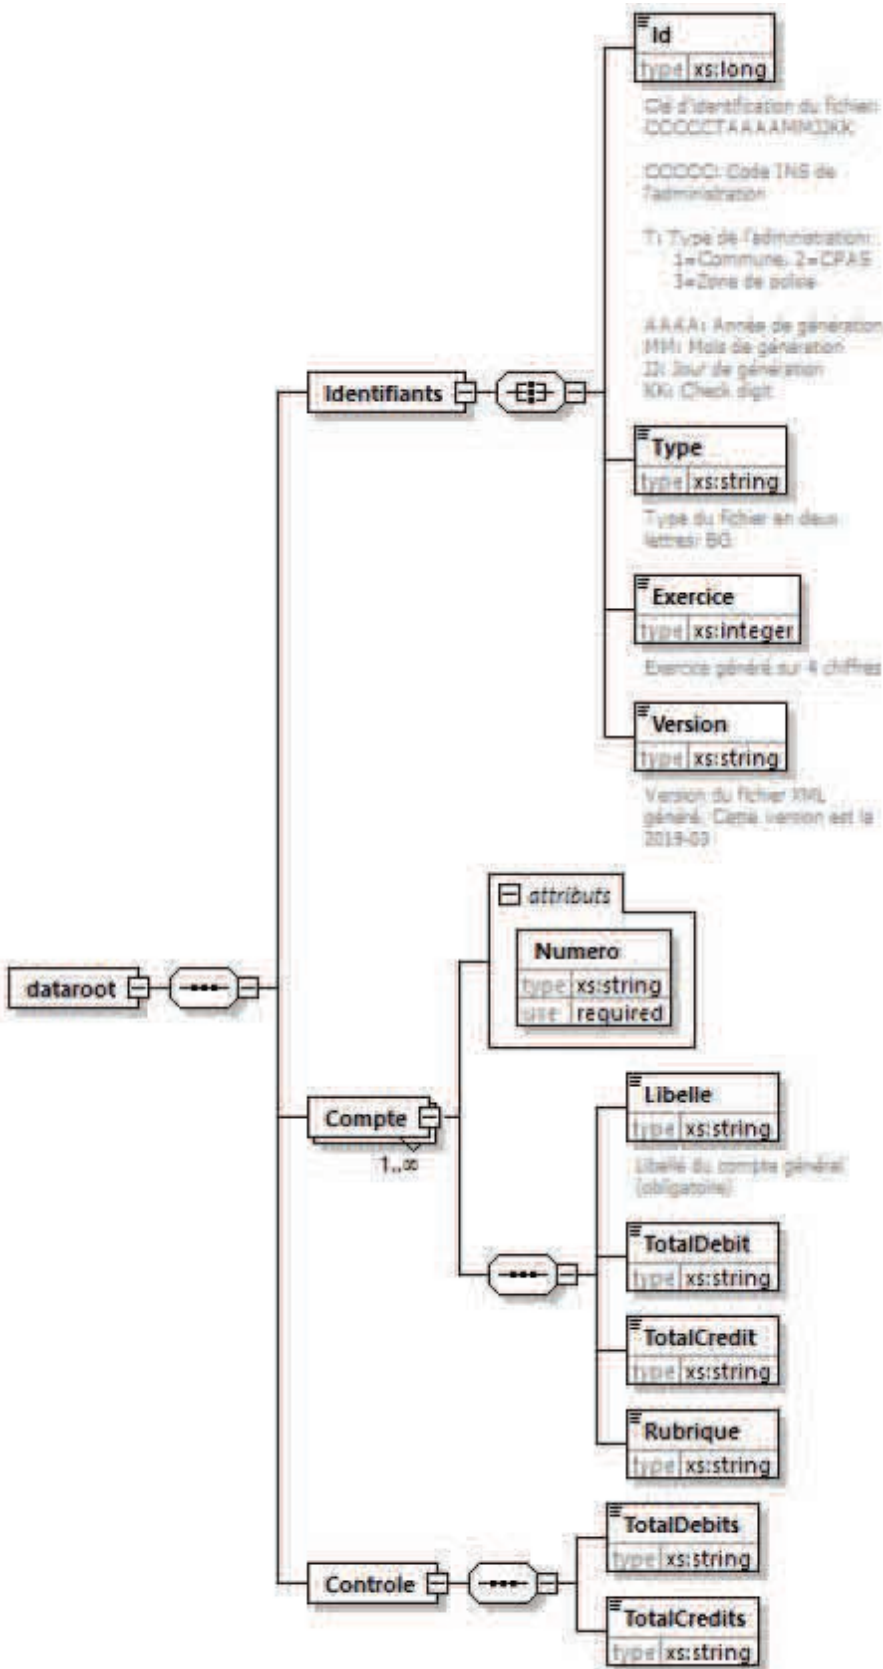 Id
type xs:long
Clé d'identification du fichier:
CCCCCTAAAAMMJJKK
CCCCC: Code INS de
l'administration
T: Type de l'administration:
1=Commune, 2=CPAS
3=Zone de police
AAAA: Année de génération
MM: Mois de génération
JJ: Jour de génération
KK: Check digit
Identifiants
Type
type xs:string
Type du fichier en deux
lettres: BG
Exercice
type xs:integer
Exercice généré sur 4 chiffres
Version
type xs:string
Version du fichier XML
généré. Cette version est la
2019-03
attributs
Numero
type xs:string
use required
dataroot
Compte
1..∞
Libelle
type xs:string
Libellé du compte général
(obligatoire)
TotalDebit
type xs:string
TotalCredit
type xs:string
Rubrique
type xs:string
Controle
TotalDebits
type xs:string
TotalCredits
type xs:string